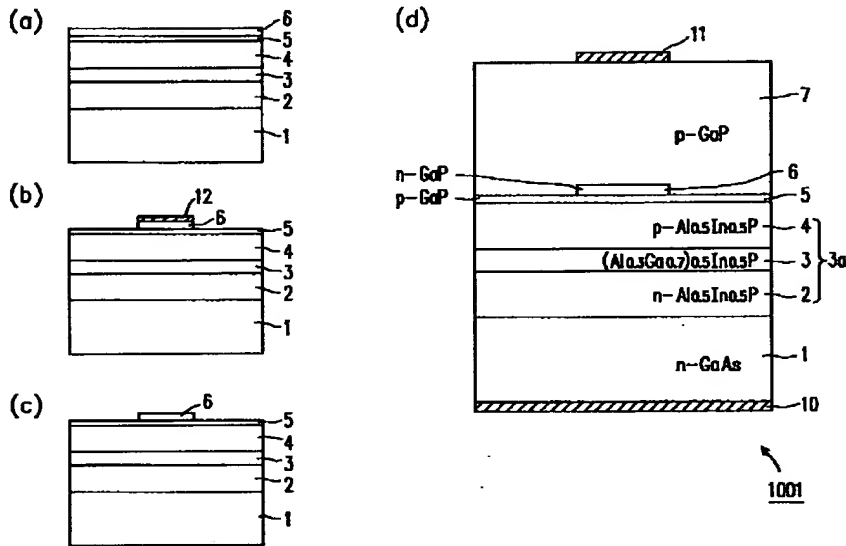 (a)
6
5
4
3
2
1
(b)
12
6
5
4
3
2
1
(c)
6
5
4
3
2
1
(d)
11
7
p-GaP
n-GaP
6
p-GaP
5
p-Al0.5In0.5P 4
(Al0.3Ga0.7)0.5In0.5P 3
3a
n-Al0.5In0.5P 2
1
n-GaAs
10
1001